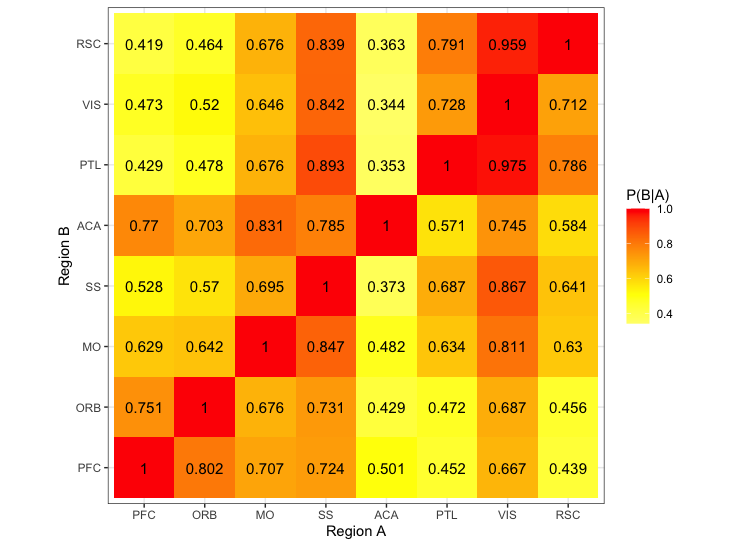 RSC 0.419 0.464 0.676 0.839 0.363 0.791 0.959 1
VIS 0.473 0.52 0.646 0.842 0.344 0.728 1 0.712
PTL 0.429 0.478 0.676 0.893 0.353 1 0.975 0.786
ACA 0.77 0.703 0.831 0.785 1 0.571 0.745 0.584
SS 0.528 0.57 0.695 1 0.373 0.687 0.867 0.641
MO 0.629 0.642 1 0.847 0.482 0.634 0.811 0.63
ORB 0.751 1 0.676 0.731 0.429 0.472 0.687 0.456
PFC 1 0.802 0.707 0.724 0.501 0.452 0.667 0.439
PFC ORB MO SS ACA PTL VIS RSC
Region A
Region B
P(B|A)
1.0
0.8
0.6
0.4